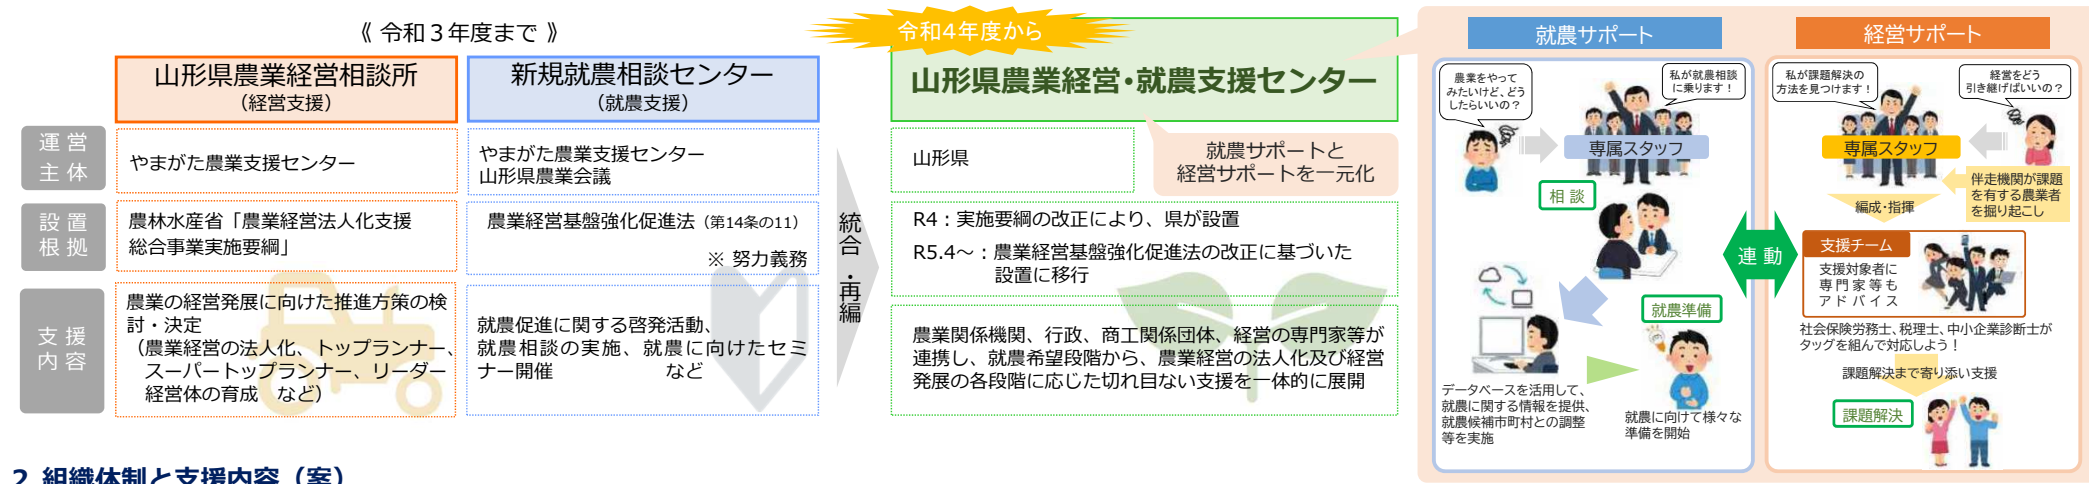 《 令和３年度まで 》
山形県農業経営相談所
（経営支援）
新規就農相談センター
（就農支援）
運 営
主 体
やまがた農業支援センター
やまがた農業支援センター
山形県農業会議
設 置
根 拠
農林水産省「農業経営法人化支援
総合事業実施要綱」
農業経営基盤強化促進法（第14条の11）
※ 努力義務
支 援
内 容
農業の経営発展に向けた推進方策の検
討・決定
（農業経営の法人化、トップランナー、
スーパートップランナー、リーダー
経営体の育成 など）
就農促進に関する啓発活動、
就農相談の実施、就農に向けたセミ
ナー開催 など
統合・再編
令和4年度から
山形県農業経営・就農支援センター
山形県
就農サポートと
経営サポートを一元化
R4：実施要綱の改正により、県が設置
R5.4～：農業経営基盤強化促進法の改正に基づいた
設置に移行
農業関係機関、行政、商工関係団体、経営の専門家等が
連携し、就農希望段階から、農業経営の法人化及び経営
発展の各段階に応じた切れ目ない支援を一体的に展開
就農サポート
農業をやって
みたいけど、どう
したらいいの？
私が就農相談
に乗ります！
専属スタッフ
相 談
就農準備
データベースを活用して、
就農に関する情報を提供、
就農候補市町村との調整
等を実施
就農に向けて様々な
準備を開始
連 動
経営サポート
私が課題解決の
方法を見つけます！
経営をどう
引き継げばいいの？
専属スタッフ
伴走機関が課題
を有する農業者
を掘り起こし
編成・指揮
支援チーム
支援対象者に
専門家等も
アドバイス
社会保険労務士、税理士、中小企業診断士が
タッグを組んで対応しよう！
課題解決まで寄り添い支援
課題解決
２ 組織体制と支援内容（案）